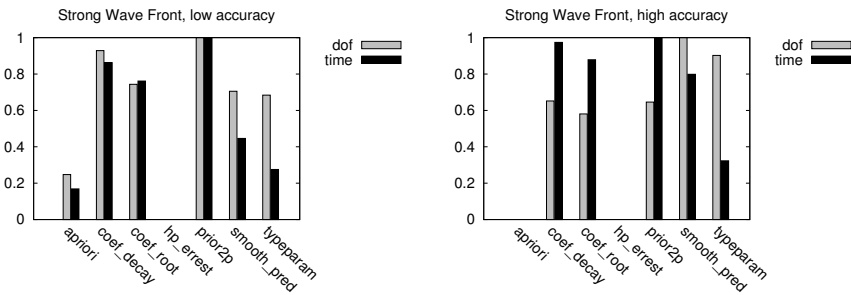 Strong Wave Front, low accuracy
dof
time
1
0.8
0.6
0.4
0.2
0
apriori
coef_decay
coef_root
hp_errest
prior2p
smooth_pred
typeparam
Strong Wave Front, high accuracy
dof
time
1
0.8
0.6
0.4
0.2
0
apriori
coef_decay
coef_root
hp_errest
prior2p
smooth_pred
typeparam